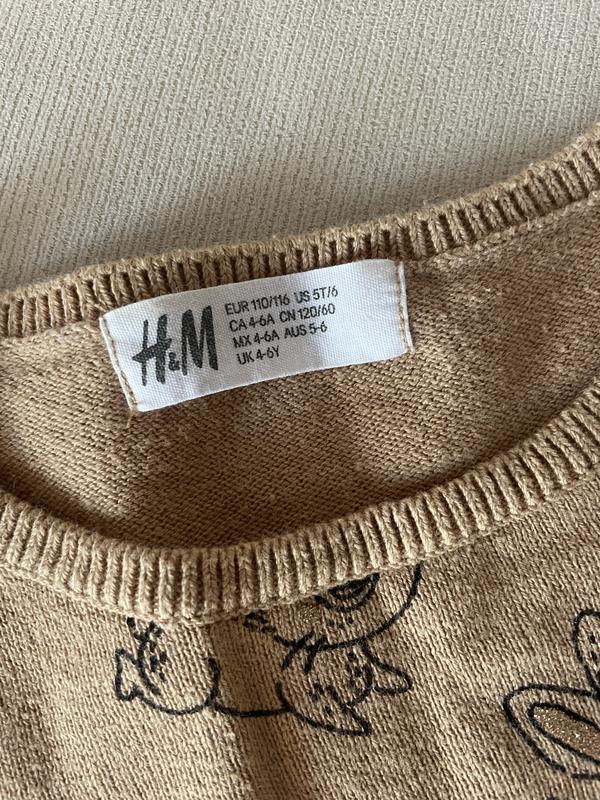 H&M
EUR 110/116 US 5T/6
CA 4-6A CN 120/60
MX 4-6A AUS 5-6
UK 4-6Y